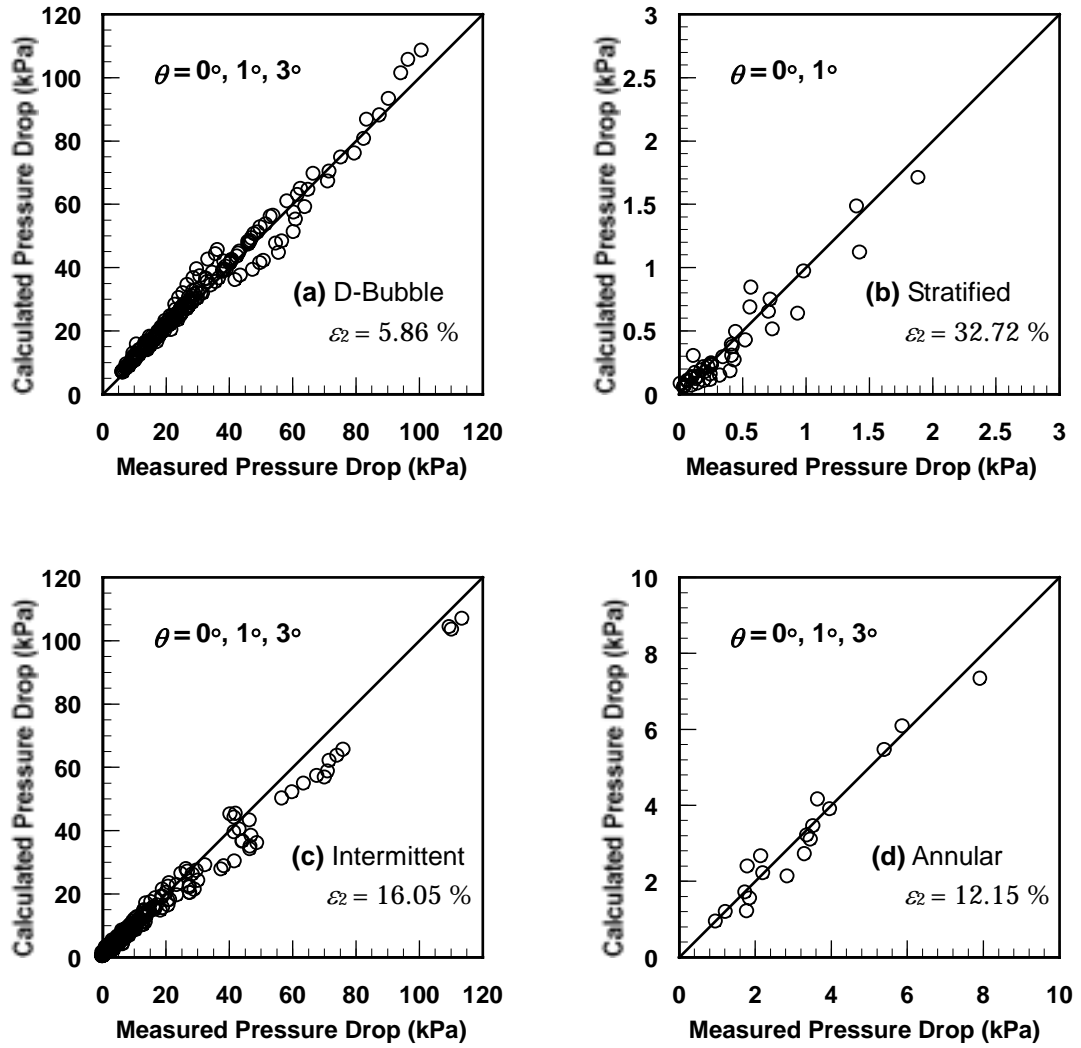 120
100
80
60
40
20
0
Calculated Pressure Drop (kPa)
θ = 0°, 1°, 3°
(a) D-Bubble
ε2 = 5.86 %
0 20 40 60 80 100 120
Measured Pressure Drop (kPa)
3
2.5
2
1.5
1
0.5
0
Calculated Pressure Drop (kPa)
θ = 0°, 1°
(b) Stratified
ε2 = 32.72 %
0 0.5 1 1.5 2 2.5 3
Measured Pressure Drop (kPa)
120
100
80
60
40
20
0
Calculated Pressure Drop (kPa)
θ = 0°, 1°, 3°
(c) Intermittent
ε2 = 16.05 %
0 20 40 60 80 100 120
Measured Pressure Drop (kPa)
10
8
6
4
2
0
Calculated Pressure Drop (kPa)
θ = 0°, 1°, 3°
(d) Annular
ε2 = 12.15 %
0 2 4 6 8 10
Measured Pressure Drop (kPa)